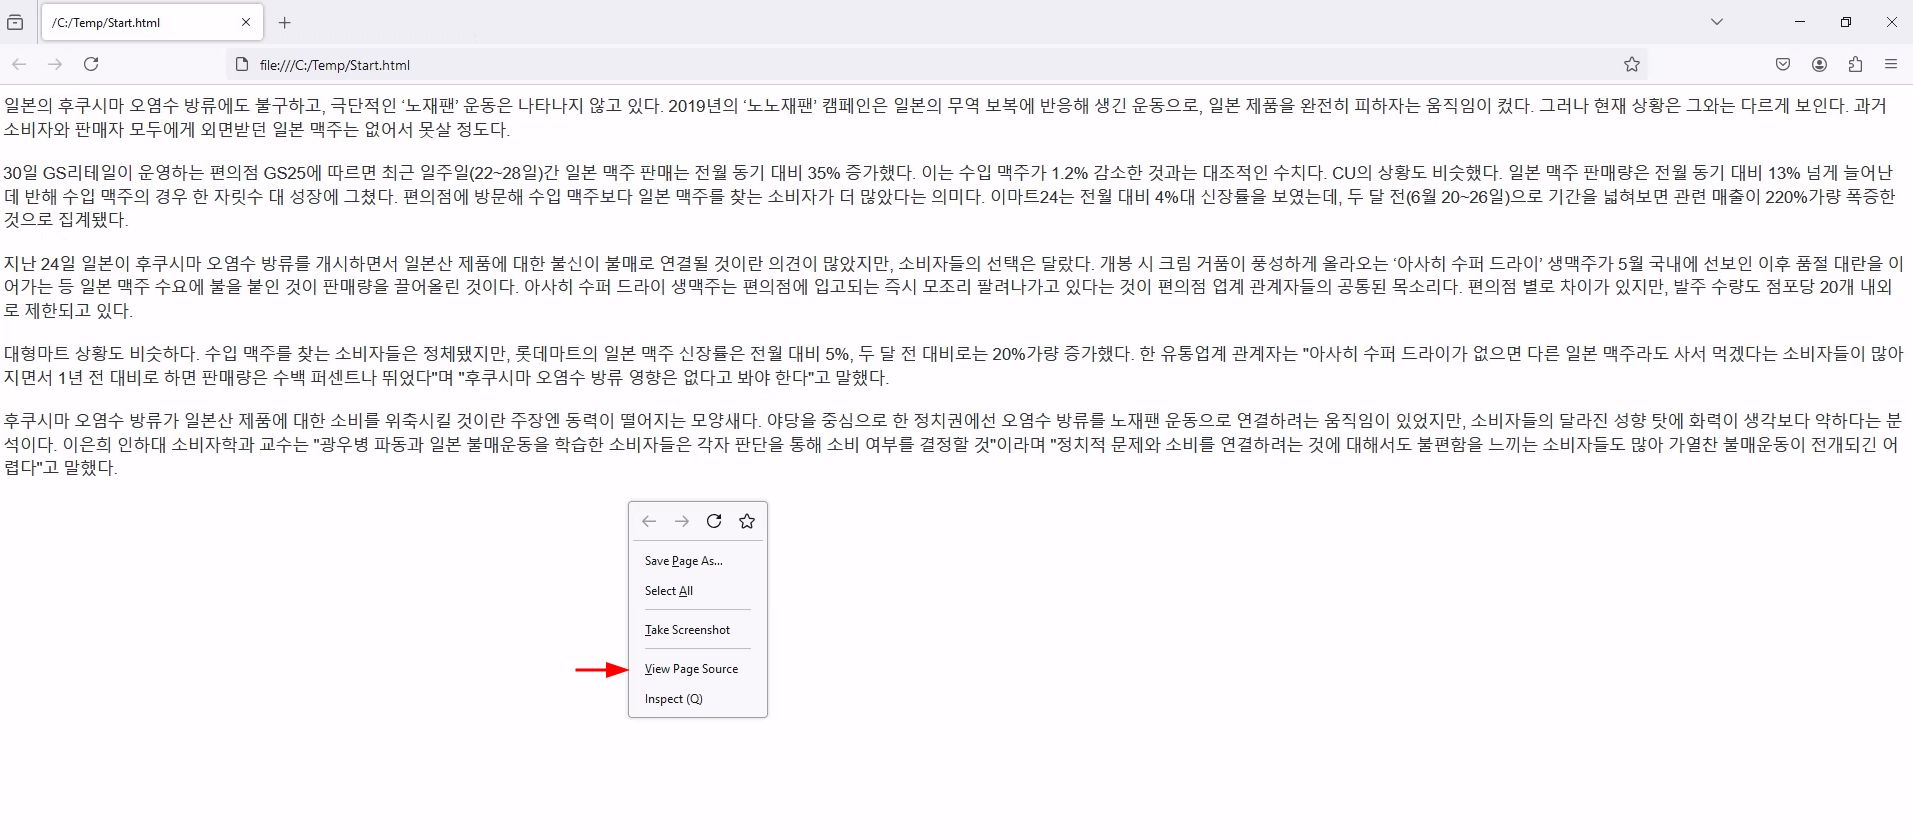 /C:/Temp/Start.html
file:///C:/Temp/Start.html
일본의 후쿠시마 오염수 방류에도 불구하고, 극단적인 ‘노재팬’ 운동은 나타나지 않고 있다. 2019년의 ‘노노재팬’ 캠페인은 일본의 무역 보복에 반응해 생긴 운동으로, 일본 제품을 완전히 피하자는 움직임이 컸다. 그러나 현재 상황은 그와는 다르게 보인다. 과거
소비자와 판매자 모두에게 외면받던 일본 맥주는 없어서 못살 정도다.
30일 GS리테일이 운영하는 편의점 GS25에 따르면 최근 일주일(22~28일)간 일본 맥주 판매는 전월 동기 대비 35% 증가했다. 이는 수입 맥주가 1.2% 감소한 것과는 대조적인 수치다. CU의 상황도 비슷했다. 일본 맥주 판매량은 전월 동기 대비 13% 넘게 늘어난
데 반해 수입 맥주의 경우 한 자릿수 대 성장에 그쳤다. 편의점에 방문해 수입 맥주보다 일본 맥주를 찾는 소비자가 더 많았다는 의미다. 이마트24는 전월 대비 4%대 신장률을 보였는데, 두 달 전(6월 20~26일)으로 기간을 넓혀보면 관련 매출이 220%가량 폭증한
것으로 집계됐다.
지난 24일 일본이 후쿠시마 오염수 방류를 개시하면서 일본산 제품에 대한 불신이 불매로 연결될 것이란 의견이 많았지만, 소비자들의 선택은 달랐다. 개봉 시 크림 거품이 풍성하게 올라오는 ‘아사히 수퍼 드라이’ 생맥주가 5월 국내에 선보인 이후 품절 대란을 이
어가는 등 일본 맥주 수요에 불을 붙인 것이 판매량을 끌어올린 것이다. 아사히 수퍼 드라이 생맥주는 편의점에 입고되는 즉시 모조리 팔려나가고 있다는 것이 편의점 업계 관계자들의 공통된 목소리다. 편의점 별로 차이가 있지만, 발주 수량도 점포당 20개 내외
로 제한되고 있다.
대형마트 상황도 비슷하다. 수입 맥주를 찾는 소비자들은 정체됐지만, 롯데마트의 일본 맥주 신장률은 전월 대비 5%, 두 달 전 대비로는 20%가량 증가했다. 한 유통업계 관계자는 "아사히 수퍼 드라이가 없으면 다른 일본 맥주라도 사서 먹겠다는 소비자들이 많아
지면서 1년 전 대비로 하면 판매량은 수백 퍼센트나 뛰었다"며 "후쿠시마 오염수 방류 영향은 없다고 봐야 한다"고 말했다.
후쿠시마 오염수 방류가 일본산 제품에 대한 소비를 위축시킬 것이란 주장엔 동력이 떨어지는 모양새다. 야당을 중심으로 한 정치권에선 오염수 방류를 노재팬 운동으로 연결하려는 움직임이 있었지만, 소비자들의 달라진 성향 탓에 화력이 생각보다 약하다는 분
석이다. 이은희 인하대 소비자학과 교수는 "광우병 파동과 일본 불매운동을 학습한 소비자들은 각자 판단을 통해 소비 여부를 결정할 것"이라며 "정치적 문제와 소비를 연결하려는 것에 대해서도 불편함을 느끼는 소비자들도 많아 가열찬 불매운동이 전개되긴 어
렵다"고 말했다.
Save Page As...
Select All
Take Screenshot
View Page Source
Inspect (Q)